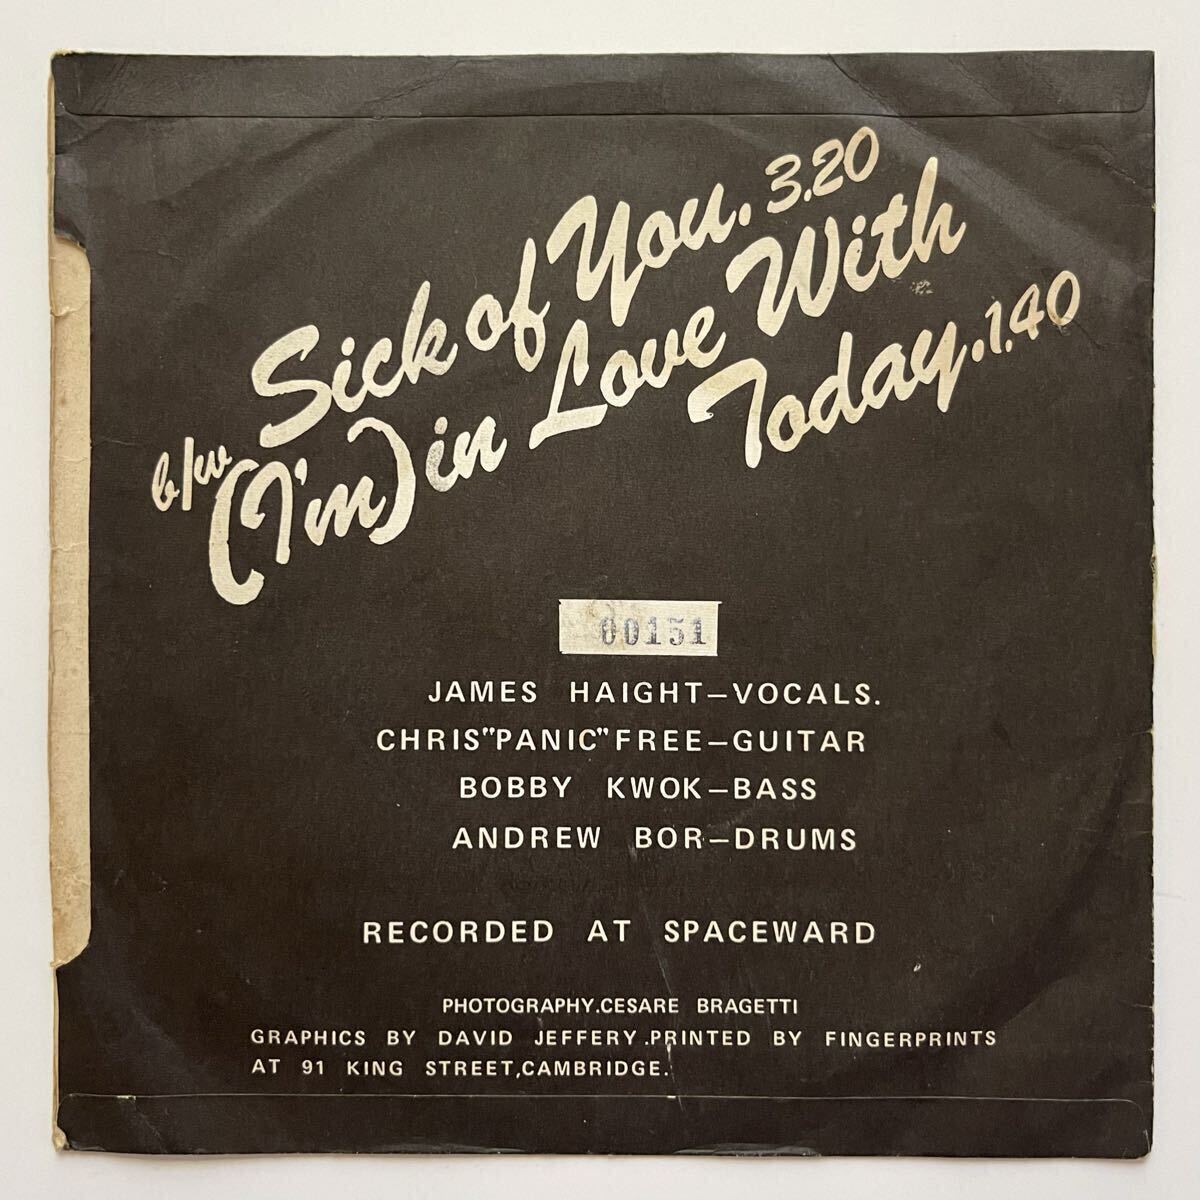 Sick of You. 3.20
b/w
(I'm) in Love With
Today. 1.40
00151
JAMES HAIGHT—VOCALS.
CHRIS "PANIC" FREE—GUITAR
BOBBY KWOK—BASS
ANDREW BOR—DRUMS
RECORDED AT SPACEWARD
PHOTOGRAPHY.CESARE BRAGETTI
GRAPHICS BY DAVID JEFFERY.PRINTED BY FINGERPRINTS
AT 91 KING STREET,CAMBRIDGE.